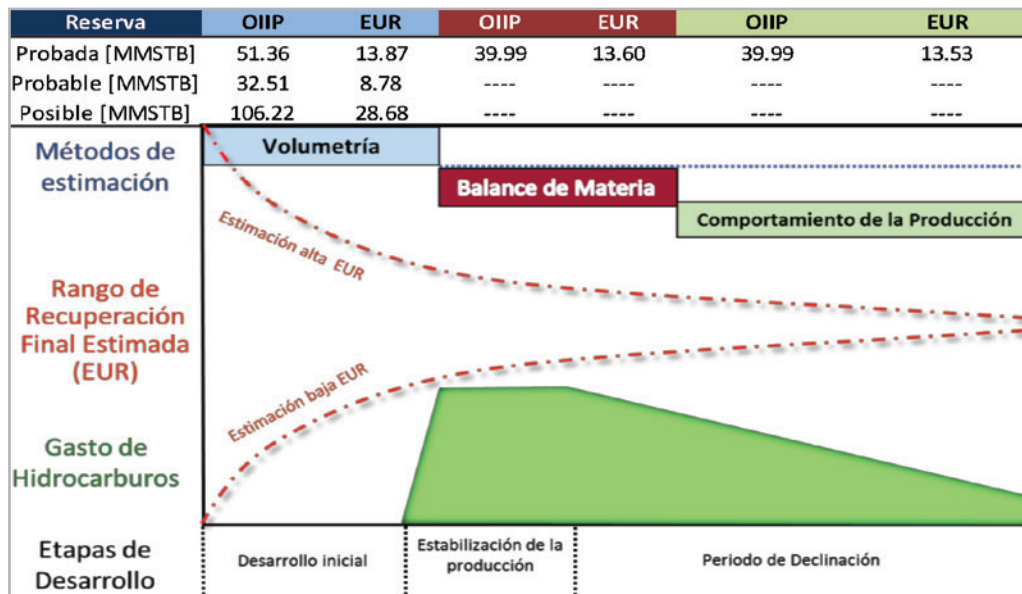 Reserva OIIP EUR OIIP EUR OIIP EUR
Probada [MMSTB] 51.36 13.87 39.99 13.60 39.99 13.53
Probable [MMSTB] 32.51 8.78 ---- ---- ---- ----
Posible [MMSTB] 106.22 28.68 ---- ---- ---- ----
Métodos de
estimación
Volumetría
Balance de Materia
Comportamiento de la Producción
Estimación alta EUR
Rango de
Recuperación
Final Estimada
(EUR)
Estimación baja EUR
Gasto de
Hidrocarburos
Etapas de
Desarrollo
Desarrollo inicial
Estabilización de la
producción
Periodo de Declinación